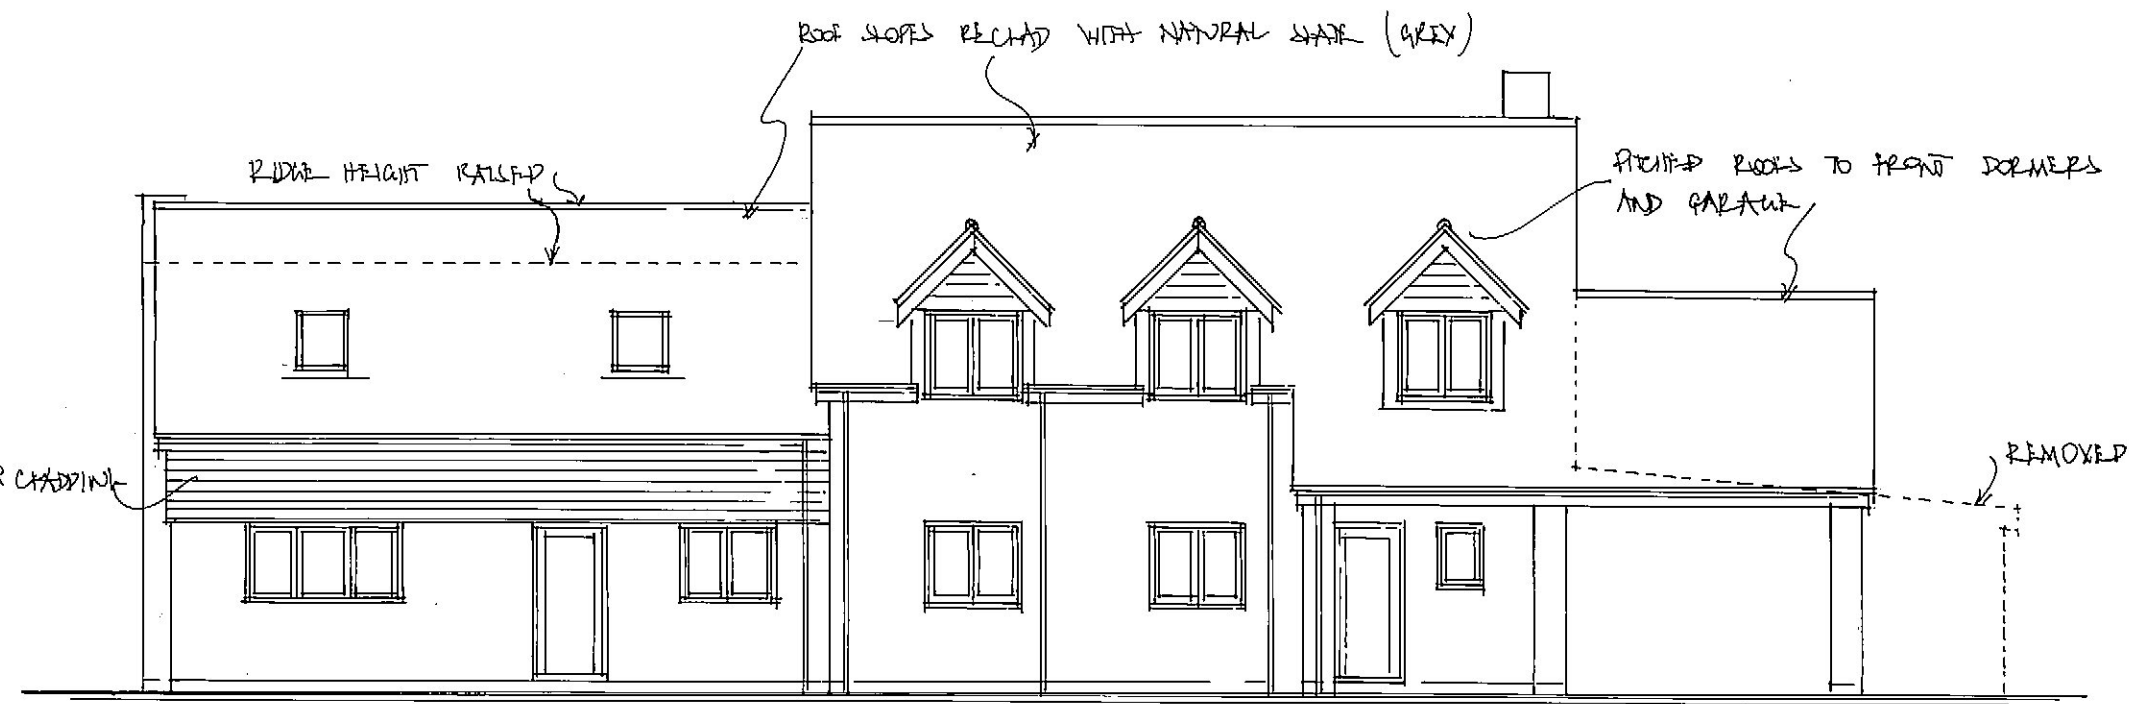 ROOF SLOPES RECLAD WITH NATURAL SLATE (GREY)
RIDGE HEIGHT RAISED
PITCHED ROOFS TO FRONT DORMERS
AND GARAGE
CLADDING
REMOVED